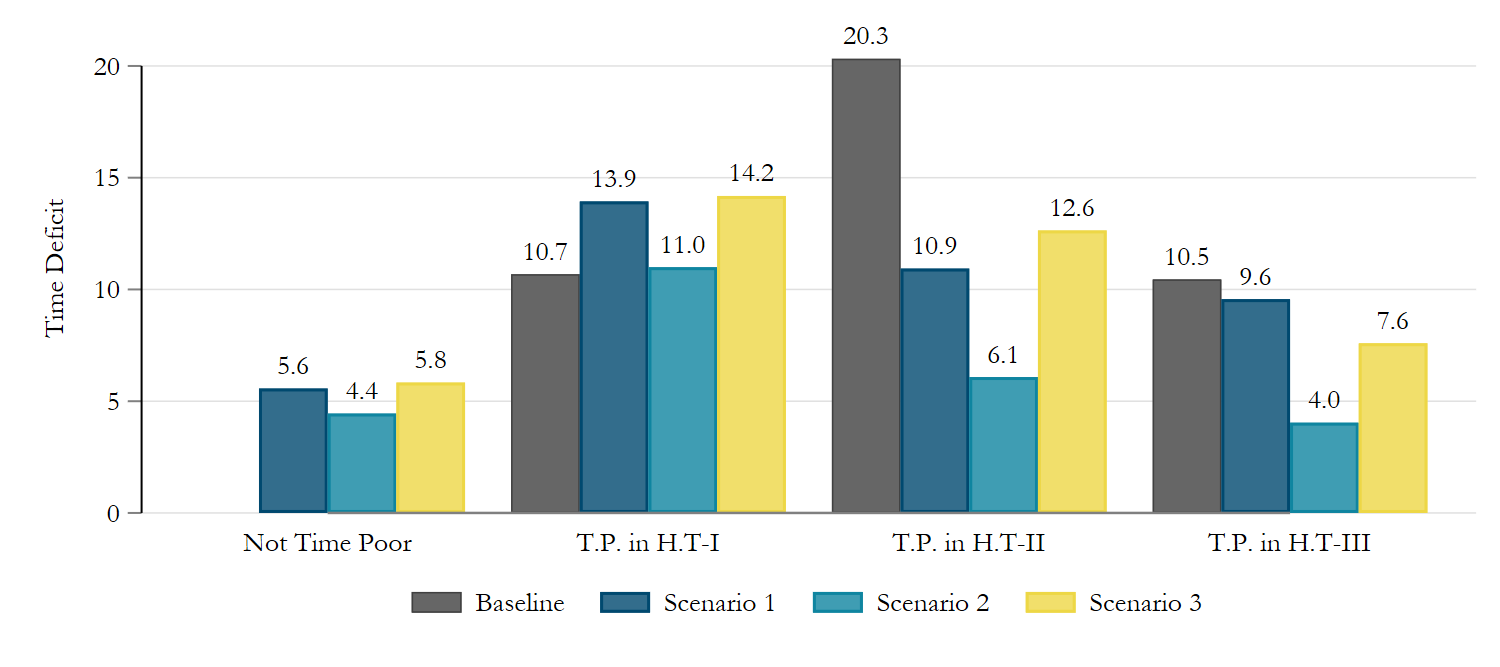 20.3
20
14.2
13.9
15
12.6
11.0
10.9
10.7
10.5
9.6
10
7.6
6.1
5.8
5.6
4.4
4.0
5
0
Time Deficit
Not Time Poor
T.P. in H.T-I
T.P. in H.T-II
T.P. in H.T-III
Baseline
Scenario 1
Scenario 2
Scenario 3